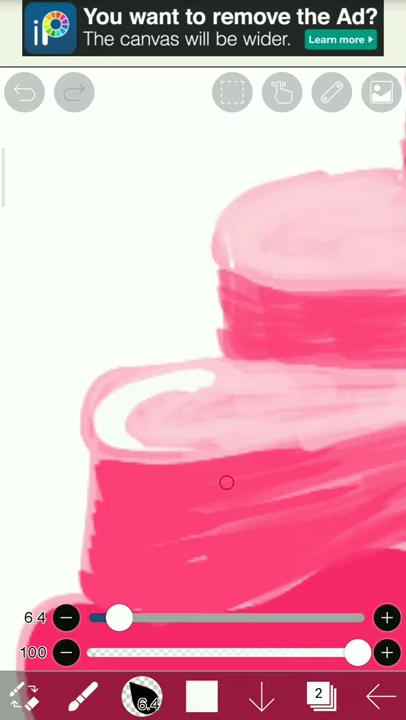 You want to remove the Ad?
The canvas will be wider.
Learn more
iP
6.4
100
6.4
2